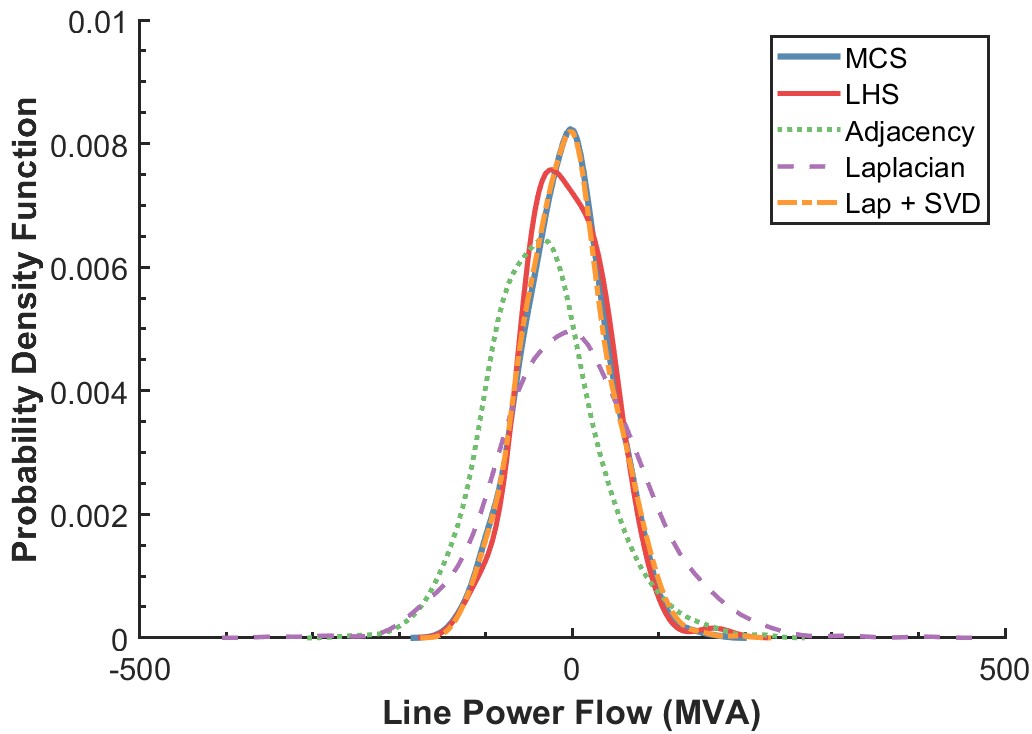 0.01
0.008
0.006
0.004
0.002
0
-500
0
500
Probability Density Function
Line Power Flow (MVA)
MCS
LHS
Adjacency
Laplacian
Lap + SVD